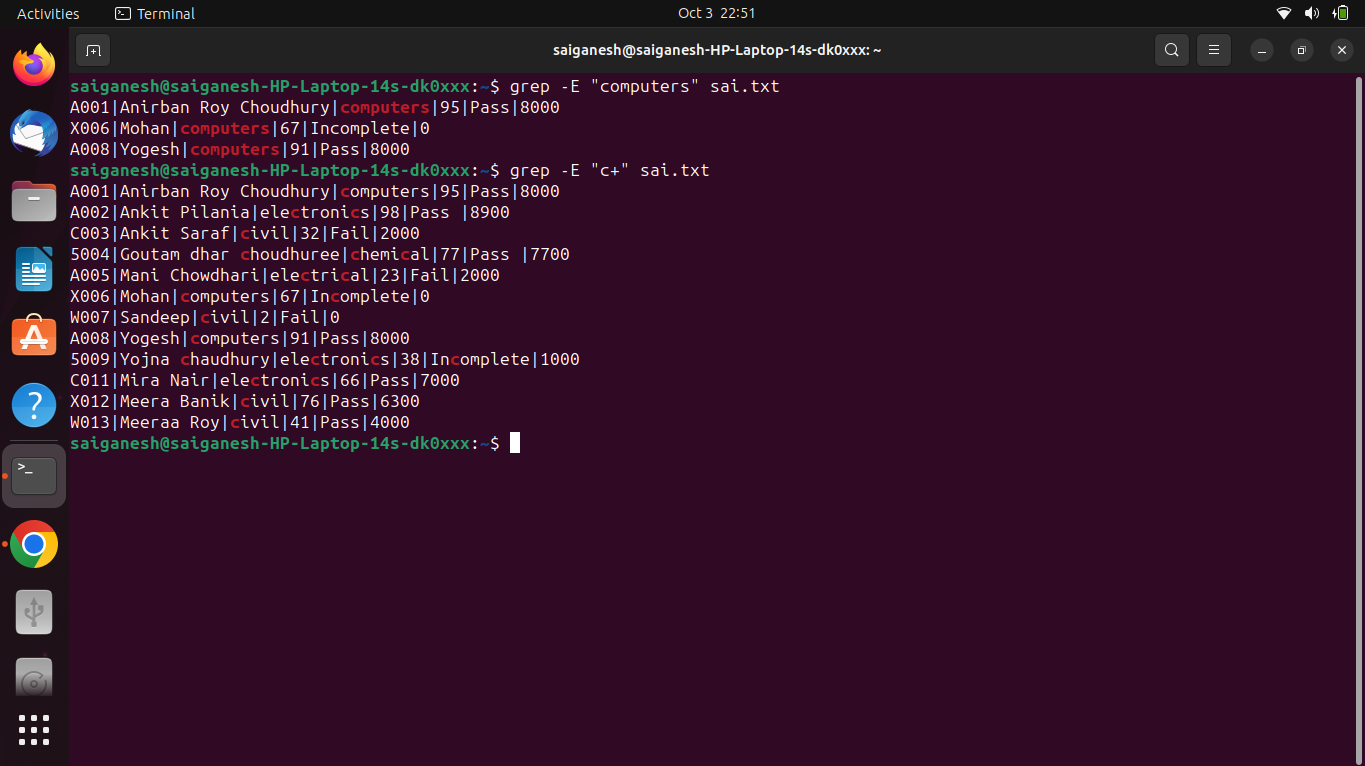 Activities Terminal Oct 3 22:51
saiganesh@saiganesh-HP-Laptop-14s-dk0xxx: ~
saiganesh@saiganesh-HP-Laptop-14s-dk0xxx:~$ grep -E "computers" sai.txt
A001|Anirban Roy Choudhury|computers|95|Pass|8000
X006|Mohan|computers|67|Incomplete|0
A008|Yogesh|computers|91|Pass|8000
saiganesh@saiganesh-HP-Laptop-14s-dk0xxx:~$ grep -E "c+" sai.txt
A001|Anirban Roy Choudhury|computers|95|Pass|8000
A002|Ankit Pilania|electronics|98|Pass |8900
C003|Ankit Saraf|civil|32|Fail|2000
5004|Goutam dhar choudhuree|chemical|77|Pass |7700
A005|Mani Chowdhari|electrical|23|Fail|2000
X006|Mohan|computers|67|Incomplete|0
W007|Sandeep|civil|2|Fail|0
A008|Yogesh|computers|91|Pass|8000
5009|Yojna chaudhury|electronics|38|Incomplete|1000
C011|Mira Nair|electronics|66|Pass|7000
X012|Meera Banik|civil|76|Pass|6300
W013|Meeraa Roy|civil|41|Pass|4000
saiganesh@saiganesh-HP-Laptop-14s-dk0xxx:~$